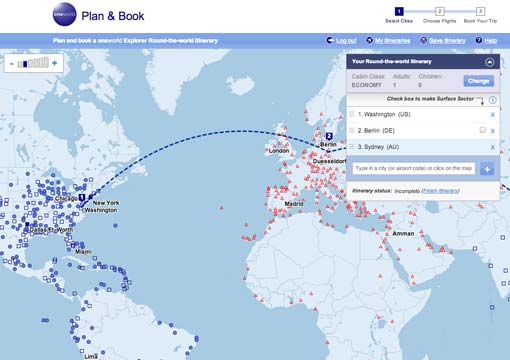 oneworld
Plan & Book
1 2 3
Select Cities Choose Flights Book Your Trip
Plan and book a oneworld Explorer Round-the-world itinerary
Log out My Itineraries Save Itinerary ? Help
Your Round-the-world Itinerary
Cabin Class: Adults: Children:
ECONOMY 1 0
Change
Check box to make Surface Sector
1. Washington (US) X
2. Berlin (DE) X
3. Sydney (AU) X
Type in a city (or airport code) or click on the map +
Itinerary status: Incomplete (Finish Itinerary)
- +
2
Berlin
London
Duesseldorf
Madrid
Amman
Chicago
1
New York
Washington
Dallas/Ft. Worth
Miami
Lima